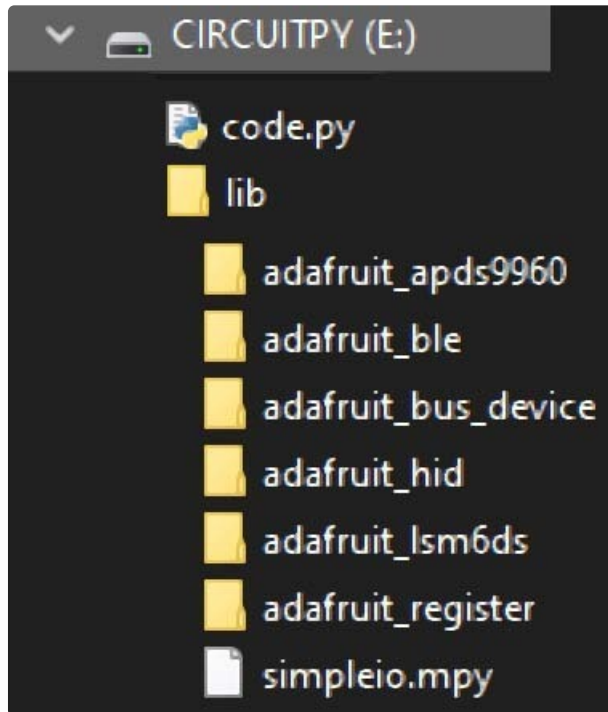 CIRCUITPY (E:)
code.py
lib
adafruit_apds9960
adafruit_ble
adafruit_bus_device
adafruit_hid
adafruit_lsm6ds
adafruit_register
simpleio.mpy